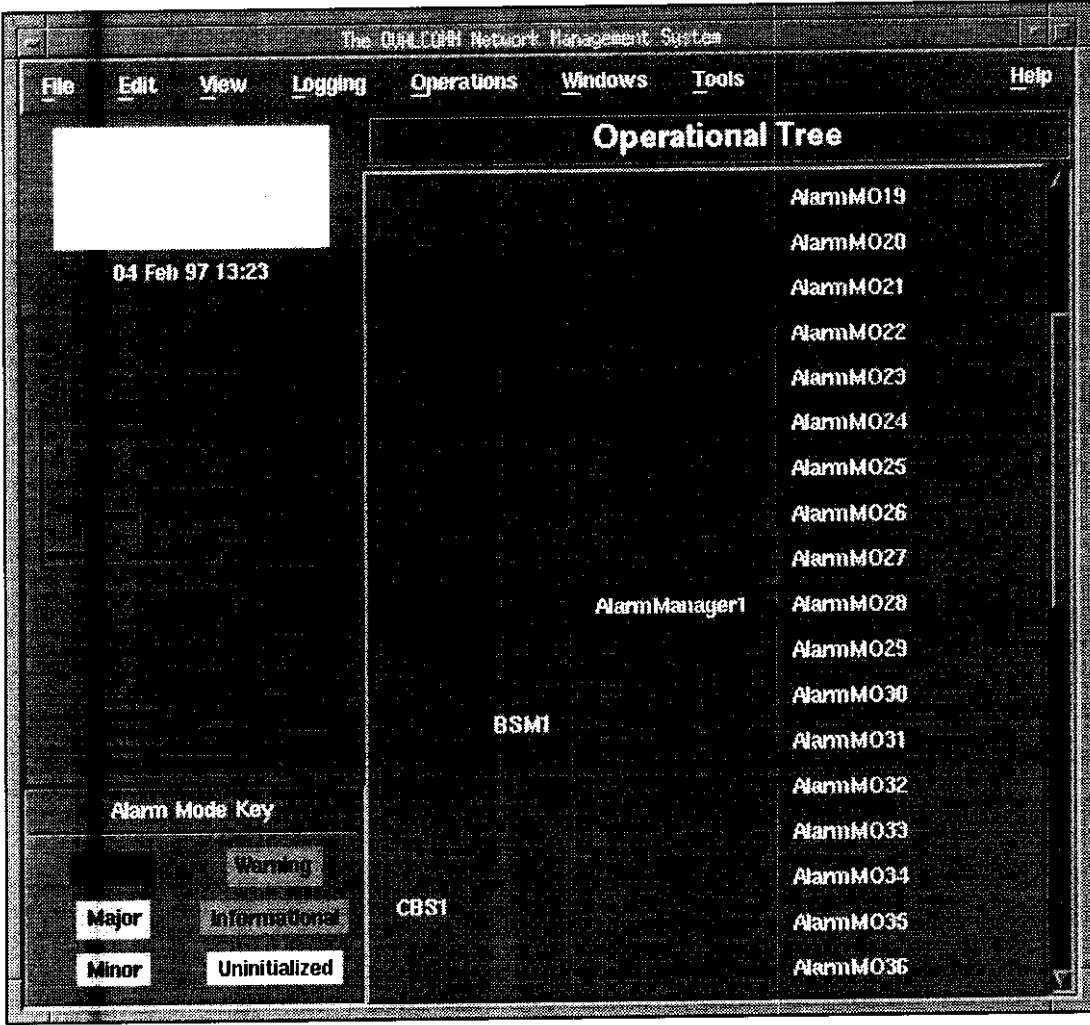 The QUALCOMM Network Management System
File Edit View Logging Operations Windows Tools Help
Operational Tree
04 Feb 97 13:23
AlarmMO19
AlarmMO20
AlarmMO21
AlarmMO22
AlarmMO23
AlarmMO24
AlarmMO25
AlarmMO26
AlarmMO27
AlarmManager1 AlarmMO28
AlarmMO29
AlarmMO30
BSM1 AlarmMO31
AlarmMO32
AlarmMO33
AlarmMO34
CBS1 AlarmMO35
AlarmMO36
Alarm Mode Key
Warning
Major Informational
Minor Uninitialized